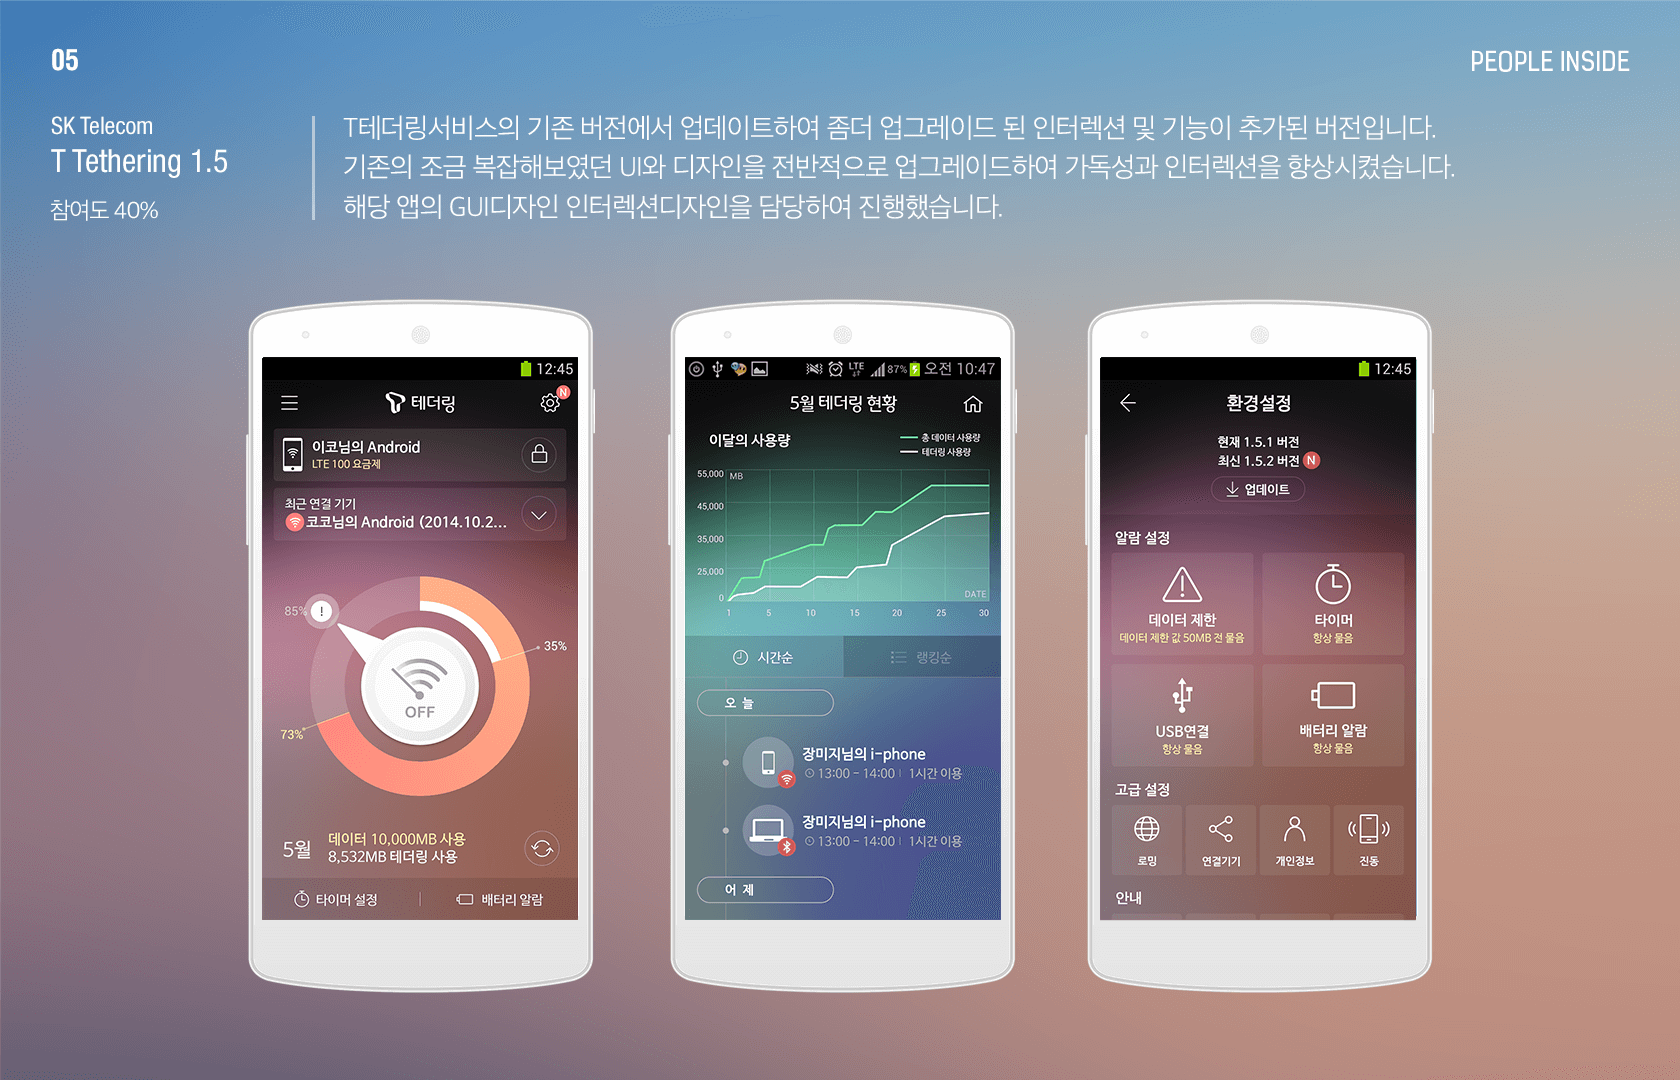 05
PEOPLE INSIDE
SK Telecom
T Tethering 1.5
참여도 40%
T테더링서비스의 기존 버전에서 업데이트하여 좀더 업그레이드 된 인터렉션 및 기능이 추가된 버전입니다.
기존의 조금 복잡해보였던 UI와 디자인을 전반적으로 업그레이드하여 가독성과 인터렉션을 향상시켰습니다.
해당 앱의 GUI디자인 인터렉션디자인을 담당하여 진행했습니다.
12:45
테더링
N
이코님의 Android
LTE 100 요금제
최근 연결 기기
코코님의 Android (2014.10.2...
85%
!
35%
OFF
73%
5월
데이터 10,000MB 사용
8,532MB 테더링 사용
타이머 설정
배터리 알람
LTE
87%
오전 10:47
5월 테더링 현황
이달의 사용량
총 데이터 사용량
테더링 사용량
55,000
MB
45,000
35,000
25,000
0
DATE
1 5 10 15 20 25 30
시간순
랭킹순
오 늘
장미지님의 i-phone
13:00 - 14:00 | 1시간 이용
장미지님의 i-phone
13:00 - 14:00 | 1시간 이용
어 제
12:45
환경설정
현재 1.5.1 버전
최신 1.5.2 버전 N
업데이트
알람 설정
데이터 제한
데이터 제한 값 50MB 전 물음
타이머
항상 물음
USB연결
항상 물음
배터리 알람
항상 물음
고급 설정
로밍
연결기기
개인정보
진동
안내